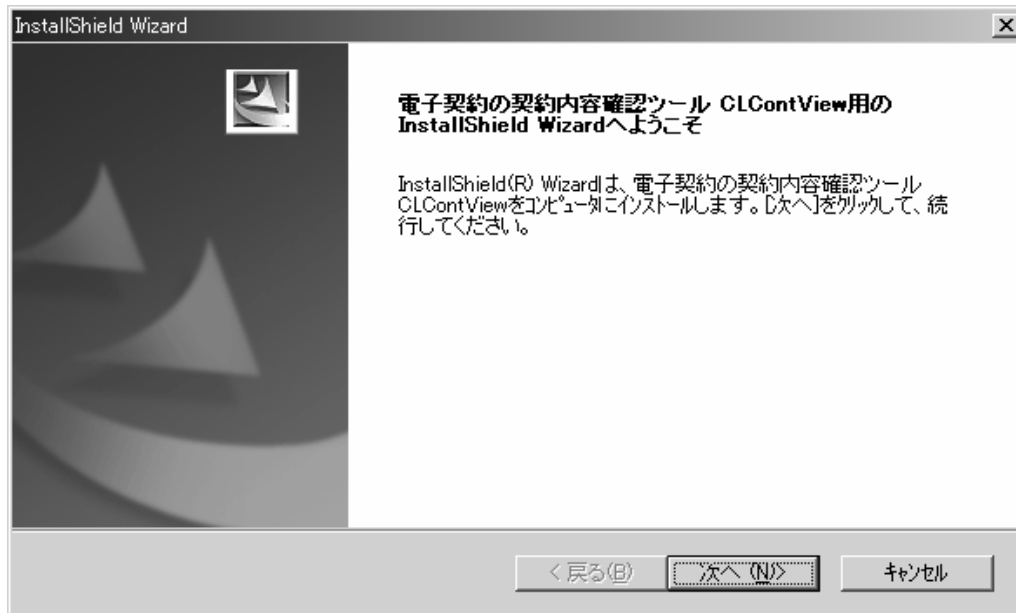 InstallShield Wizard
電子契約の契約内容確認ツール CLContView用の
InstallShield Wizardへようこそ
InstallShield(R) Wizardは、電子契約の契約内容確認ツール
CLContViewをｺﾝﾋﾟｭｰﾀにインストールします。[次へ]をｸﾘｯｸして、続
行してください。
< 戻る(B)
次へ (N)>
ｷｬﾝｾﾙ